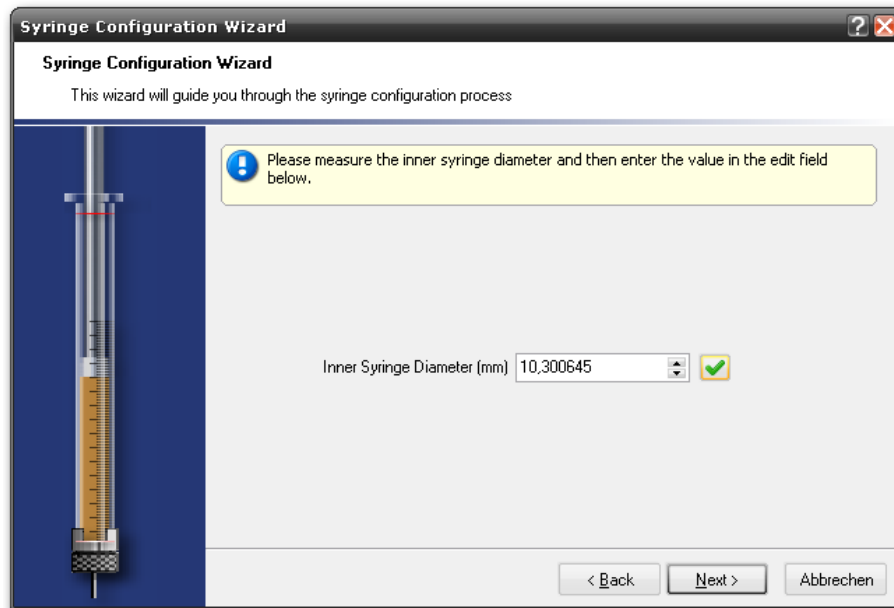 Syringe Configuration Wizard
Syringe Configuration Wizard
This wizard will guide you through the syringe configuration process
Please measure the inner syringe diameter and then enter the value in the edit field
below.
Inner Syringe Diameter (mm) 10,300645
< Back Next > Abbrechen